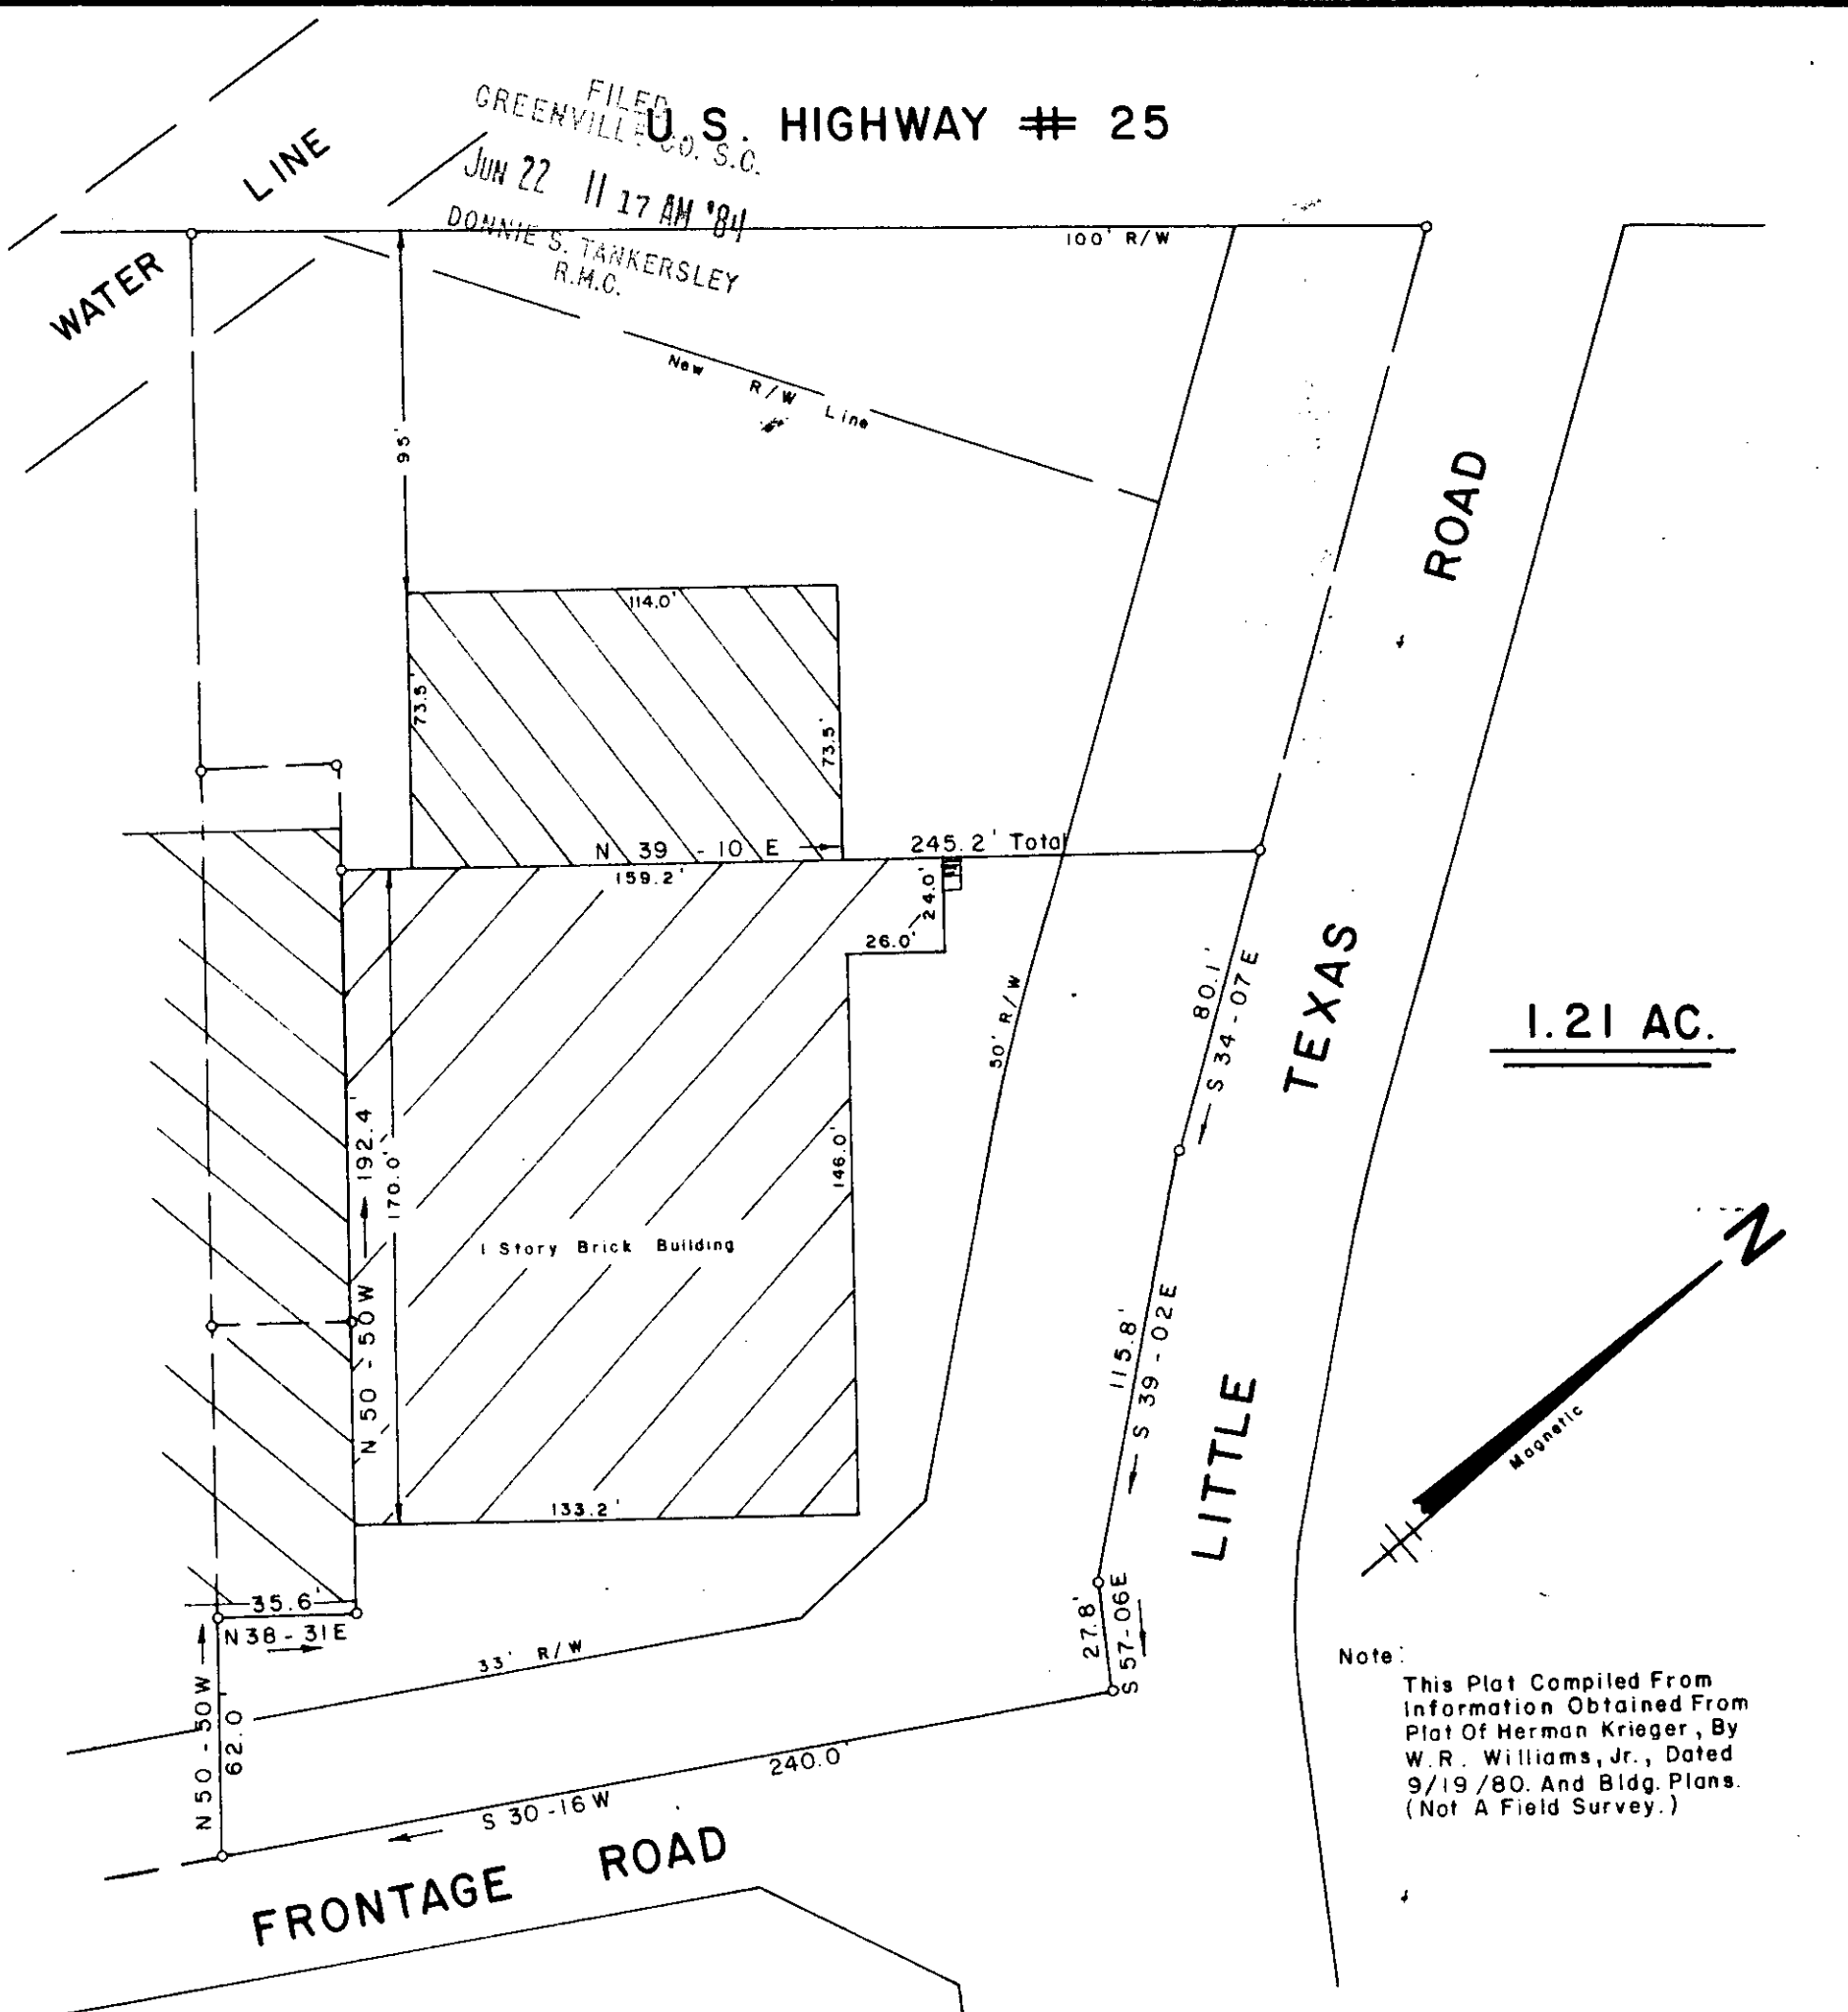 FILED
GREENVILLE CO. S.C.
JUN 22 11 17 AM '84
DONNIE S. TANKERSLEY
R.M.C.
U.S. HIGHWAY # 25
WATER LINE
100' R/W
New R/W Line
95'
114.0'
73.5'
73.5'
N 39 - 10 E
245.2' Total
159.2'
24.0'
26.0'
50' R/W
80.1'
S 34 - 07 E
LITTLE TEXAS ROAD
1.21 AC.
N 50 - 50 W
192.4'
170.0'
146.0'
1 Story Brick Building
115.8'
S 39 - 02 E
133.2'
N
Magnetic
35.6'
N 38 - 31 E
33' R/W
27.8'
S 57 - 06 E
N 50 - 50 W
62.0'
240.0'
S 30 - 16 W
FRONTAGE ROAD
Note:
This Plat Compiled From
Information Obtained From
Plat Of Herman Krieger, By
W.R. Williams, Jr., Dated
9/19/80. And Bldg. Plans.
(Not A Field Survey.)